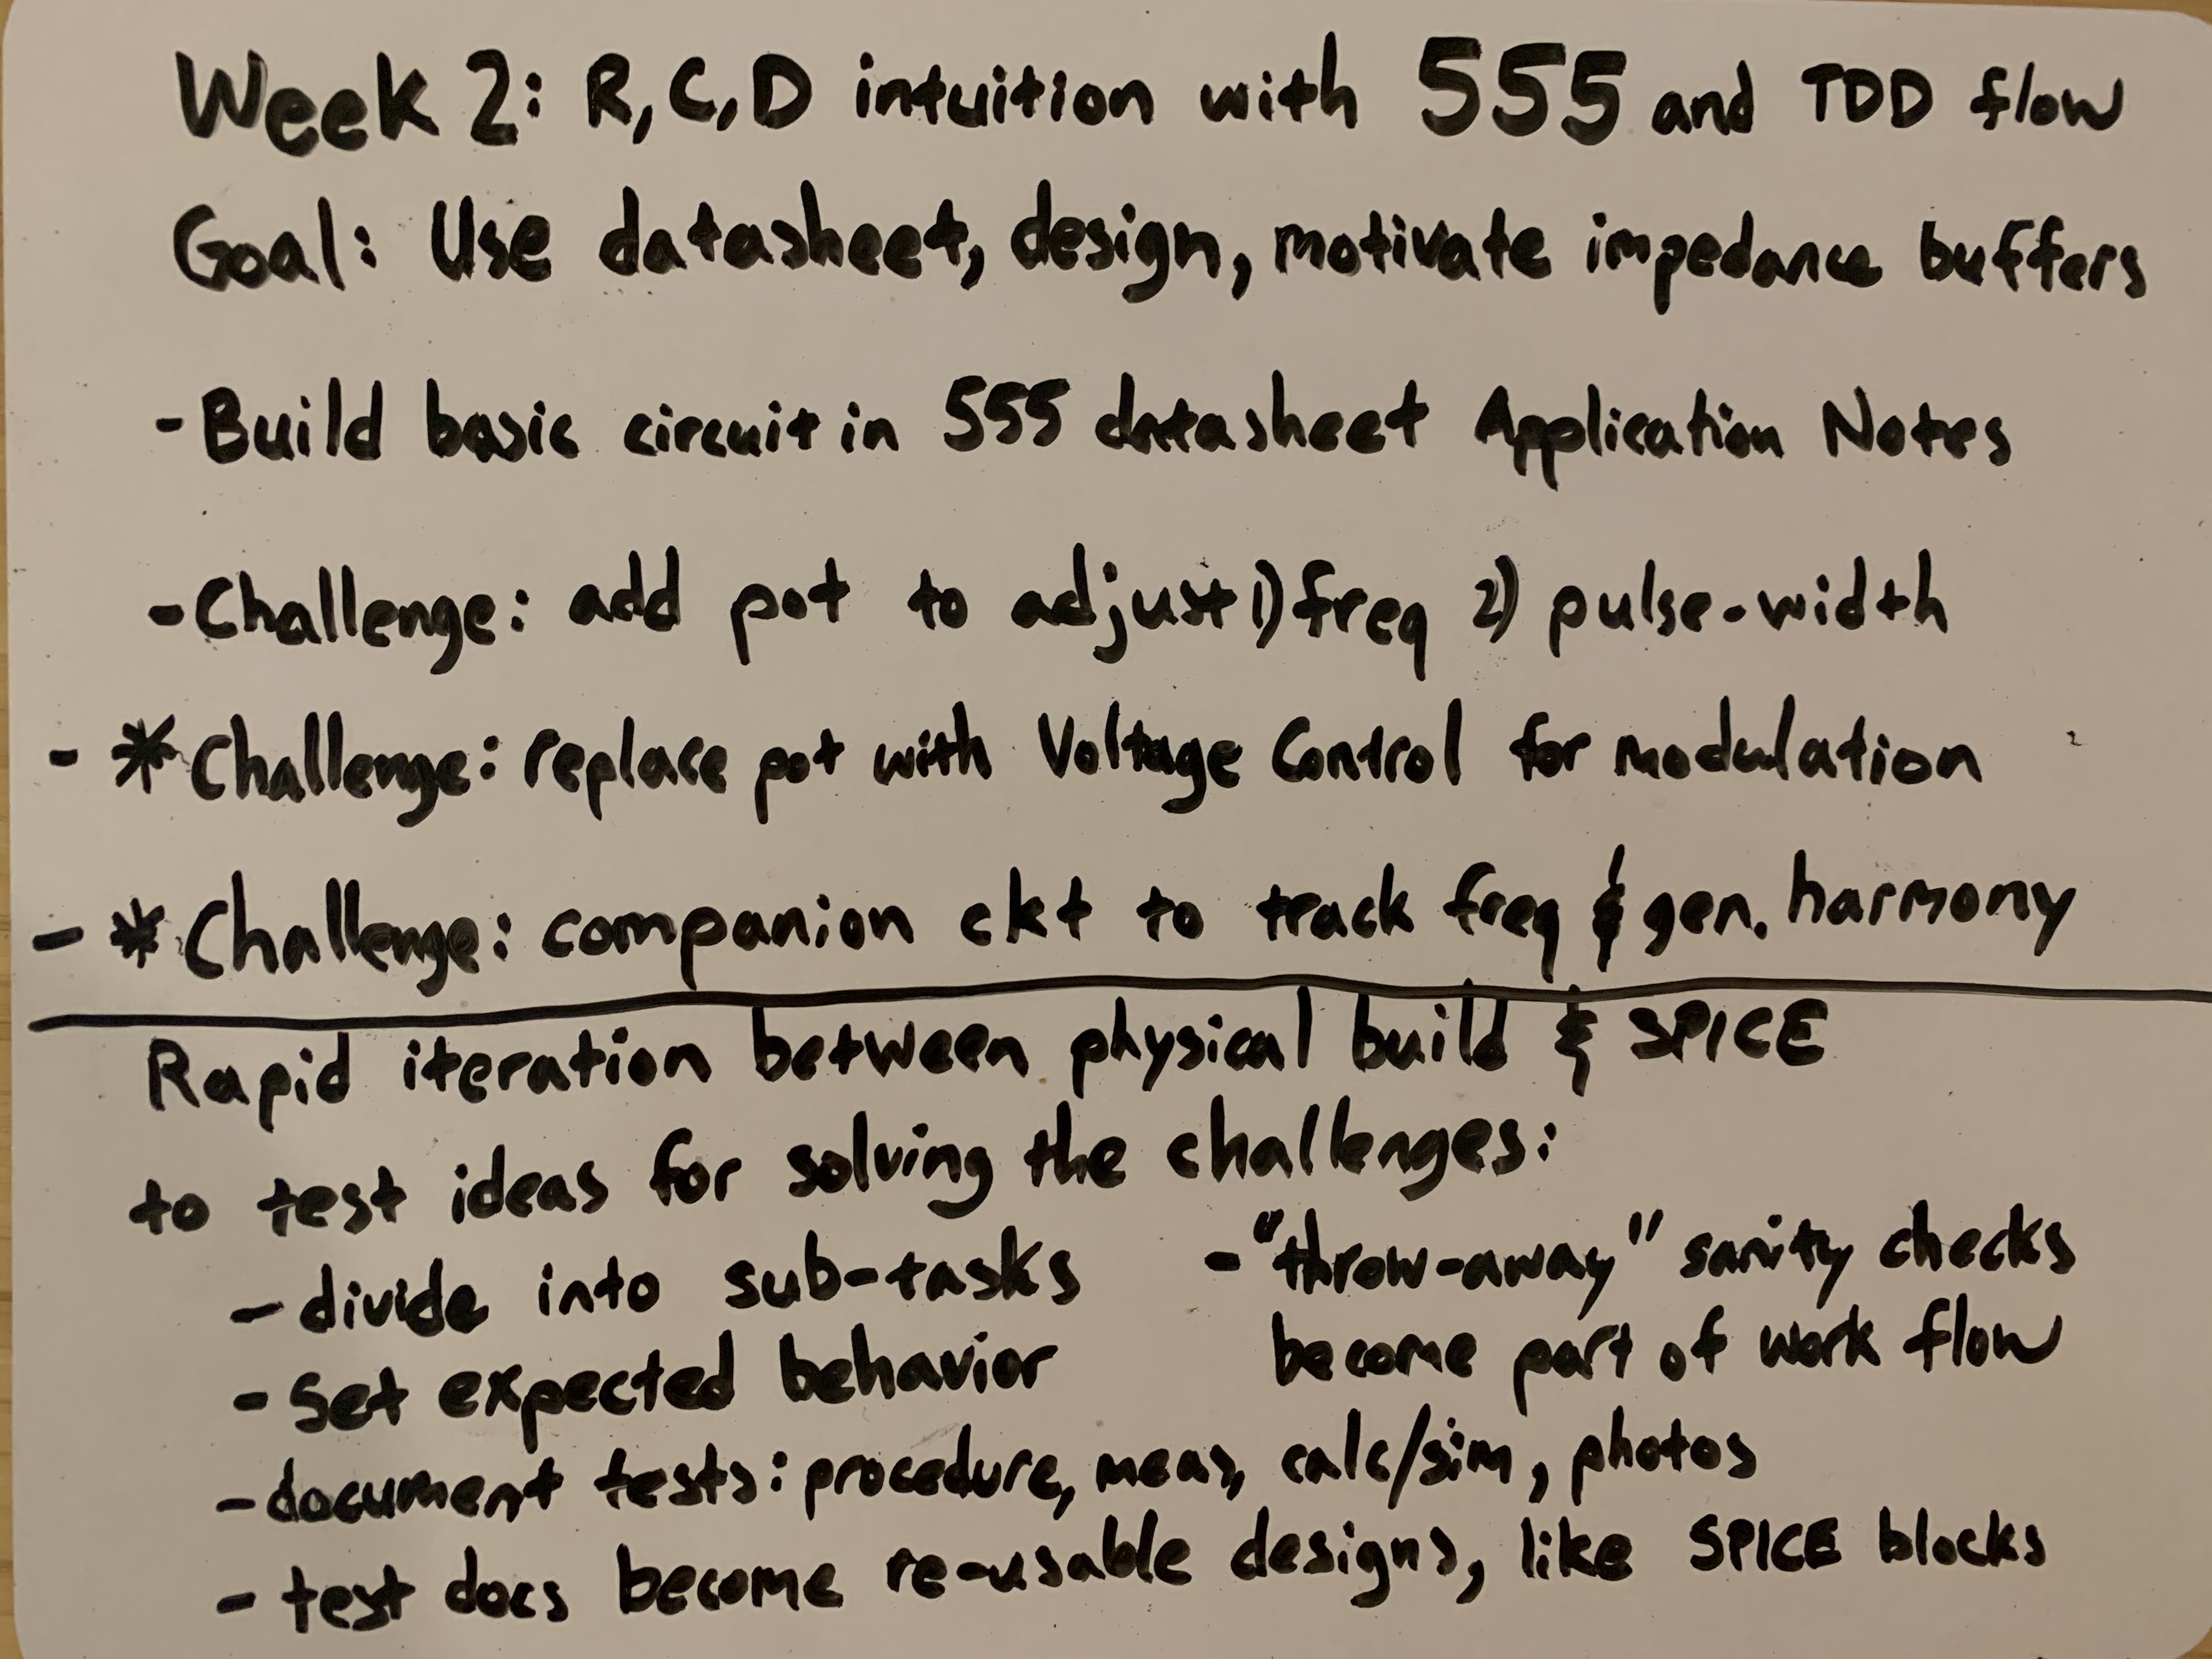 Week 2: R,C,D intuition with 555 and TDD flow
Goal: Use datasheet, design, motivate impedance buffers
- Build basic circuit in 555 datasheet Application Notes
- Challenge: add pot to adjust 1) freq 2) pulse-width
- * Challenge: replace pot with Voltage Control for modulation
- * Challenge: companion ckt to track freq & gen. harmony
Rapid iteration between physical build & SPICE
to test ideas for solving the challenges:
- divide into sub-tasks
- set expected behavior
- "throw-away" sanity checks
become part of work flow
- document tests: procedure, meas, calc/sim, photos
- test docs become re-usable designs, like SPICE blocks